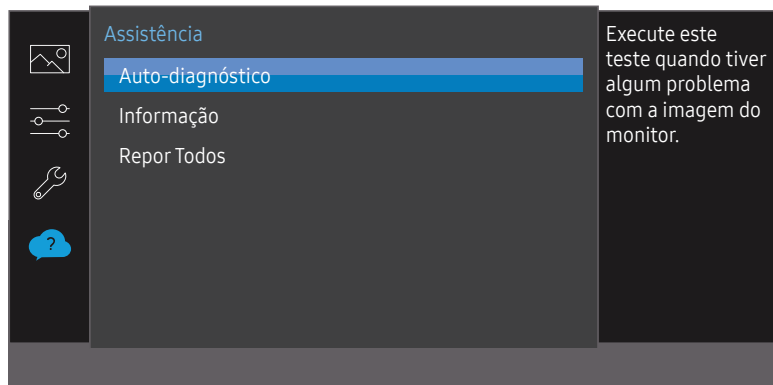 Assistência
Auto-diagnóstico
Informação
Repor Todos
Execute este
teste quando tiver
algum problema
com a imagem do
monitor.
?